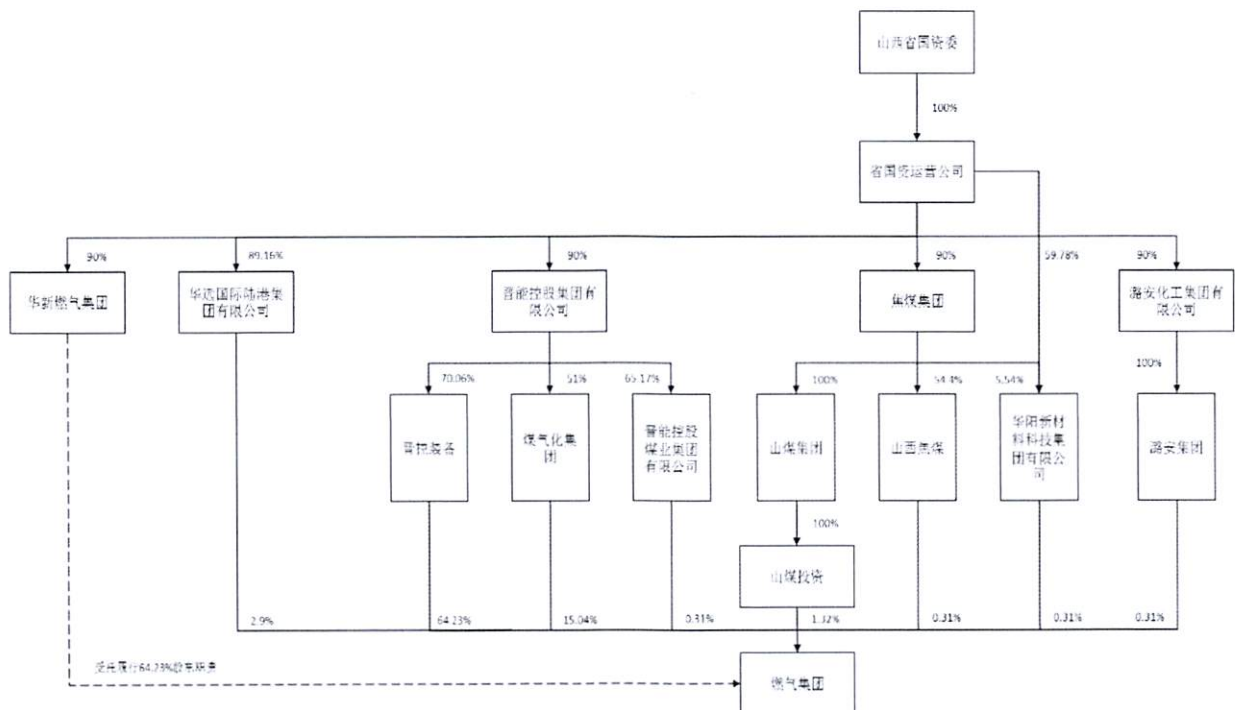 山西省国资委
100%
省国资运营公司
90%
89.16%
90%
90%
59.78%
90%
华新燃气集团
华远国际陆港集
团有限公司
晋能控股集团有
限公司
焦煤集团
潞安化工集团有
限公司
70.06%
51%
65.17%
100%
54.4%
5.54%
100%
晋控装备
煤气化集
团
晋能控股
煤业集团
有限公司
山煤集团
山西焦煤
华阳新材
料科技集
团有限公
司
潞安集团
100%
山煤投资
2.9%
64.23%
15.04%
0.31%
1.32%
0.31%
0.31%
0.31%
受托履行64.23%股东职责
燃气集团